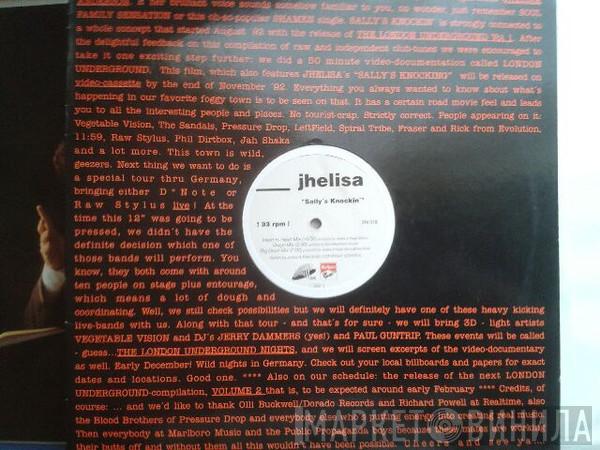 her brilliant voice sounds somehow familiar to you, no wonder! Just remember SOUL
FAMILY SENSATION or this oh-so-popular SHAMEN single. SALLY'S KNOCKIN' is strongly connected to
a whole concept that started August '92 with the release of THE LONDON UNDERGROUND Vol. 1. After
the delightful feedback on this compilation of raw and independent club-tunes we were encouraged to
take it one exciting step further: we did a 50 minute video-documentation called LONDON
UNDERGROUND. This film, which also features JHELISA's "SALLY'S KNOCKING" will be released on
video-cassette by the end of November '92. Everything you always wanted to know about what's
happening in our favorite foggy town is to be seen on that. It has a certain road movie feel and leads
you to all the interesting people and places. No tourist-crap. Strictly correct. People appearing on it:
Vegetable Vision, The Sandals, Pressure Drop, Leftfield, Spiral Tribe, Fraser and Rick from Evolution,
11:59, Raw Stylus, Phil Dirtbox, Jah Shaka
and a lot more. This town is wild,
geezers. Next thing we want to do is
a special tour thru Germany,
bringing either D*Note or
Raw Stylus live! At the
time this 12" was going to be
pressed, we didn't have the
definite decision which one of
those bands will perform. You
know, they both come with around
ten people on stage plus entourage,
which means a lot of dough and
coordinating. Well, we still check possibilities but we will definitely have one of these heavy kicking
live-bands with us. Along with that tour - and that's for sure - we will bring 3D - light artists
VEGETABLE VISION and DJ's JERRY DAMMERS (yes!) and PAUL GUNTRIP. These events will be called
- guess...THE LONDON UNDERGROUND NIGHTS, and we will screen excerpts of the video-documentary
as well. Early December! Wild nights in Germany. Check out your local billboards and papers for exact
dates and locations. Good one. **** Also on our schedule: the release of the next LONDON
UNDERGROUND-compilation, VOLUME 2 that is, to be expected around early February **** Credits, of
course: ... and we'd like to thank Olli Buckwell/Dorado Records and Richard Powell at Realtime, also
the Blood Brothers of Pressure Drop and everybody else
Then everybody at Marlboro Music and the Public Propaganda boys because
and without them all this wouldn't have been possible. Cheers and
jhelisa
"Sally's Knockin'"
! 33 rpm !
МАРКЕТ ВИНИЛА